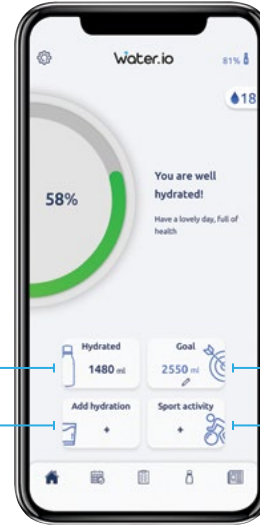 Water.io
81%
18
58%
You are well
hydrated!
Have a lovely day, full of
health
Hydrated
1480 ml
Goal
2550 ml
Add hydration
+
Sport activity
+